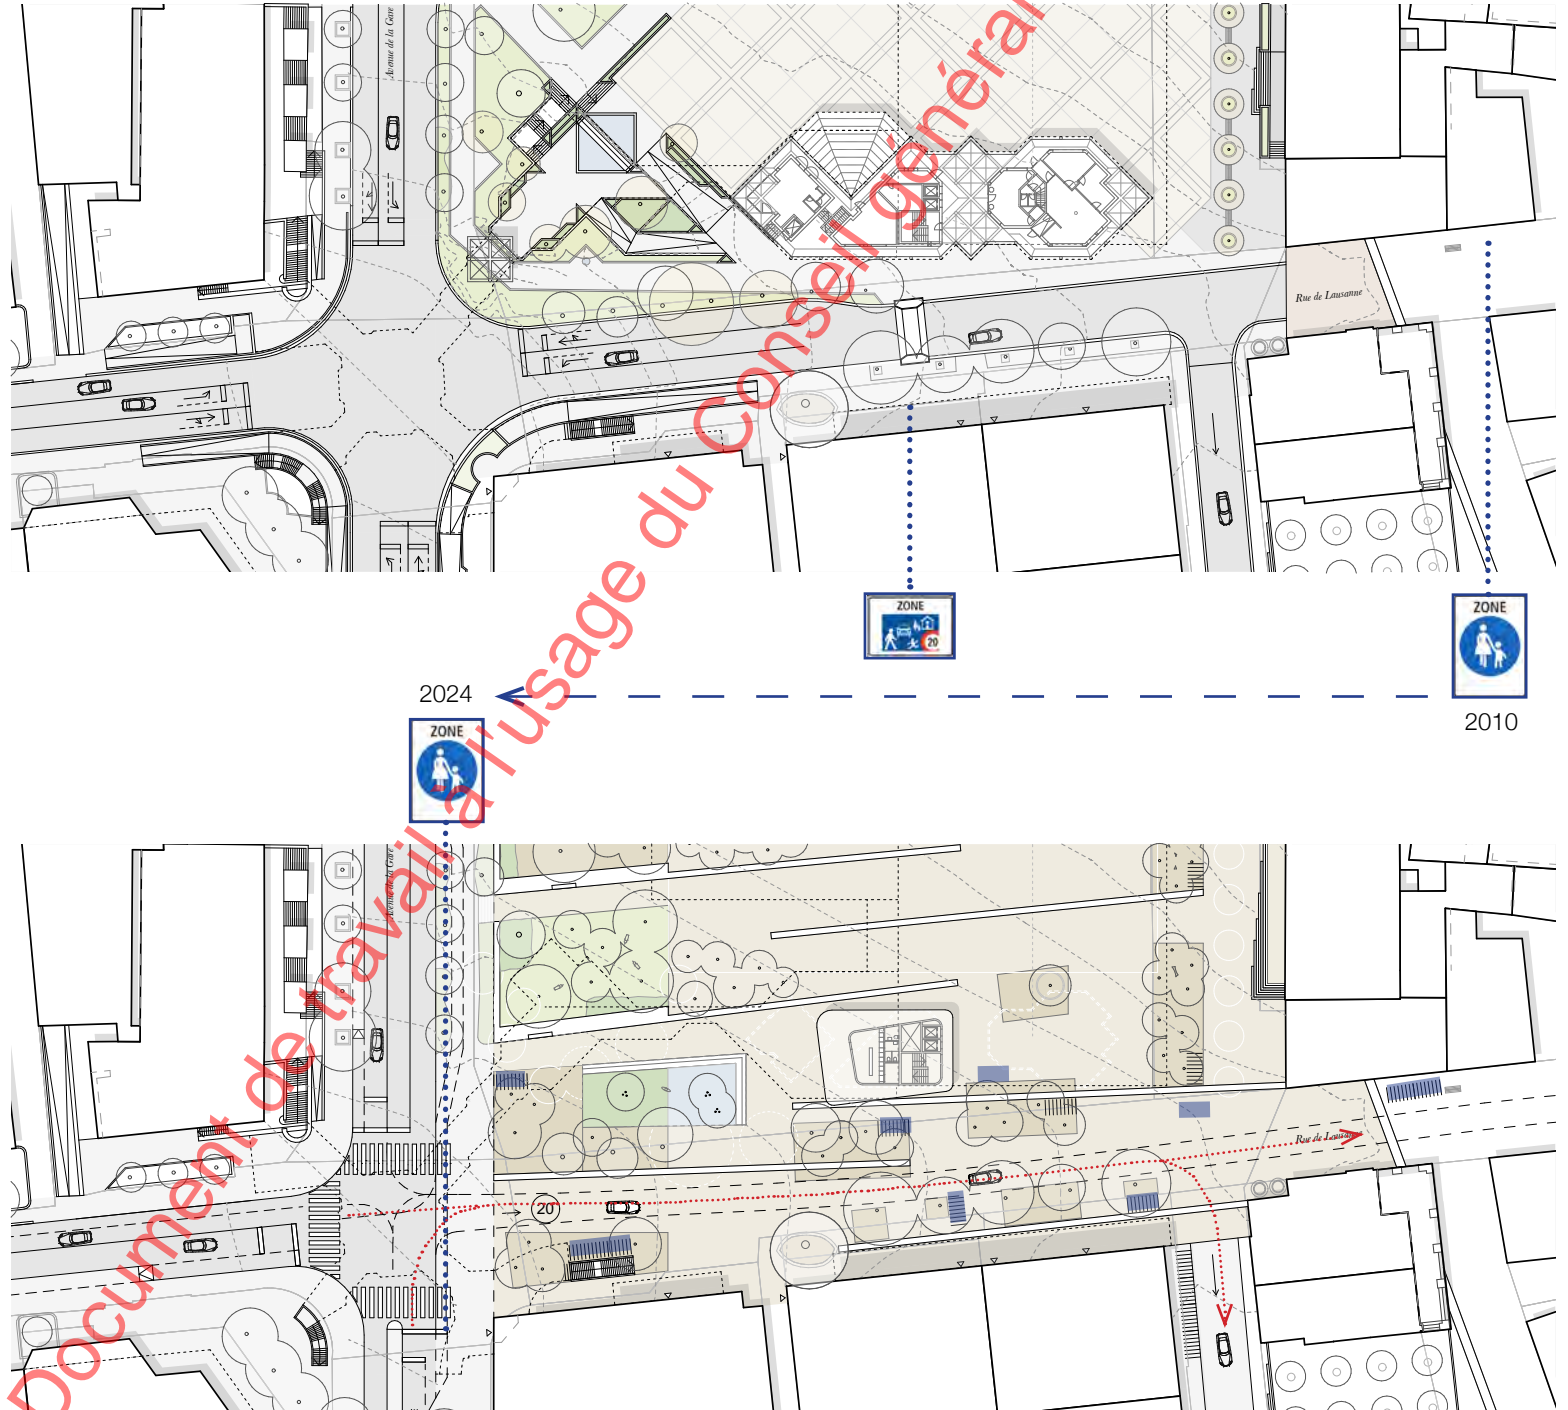 Avenue de la Gare
Rue de Lausanne
ZONE
20
ZONE
2024
2010
ZONE
Avenue de la Gare
Rue de Lausanne
20
Document de travail à l'usage du Conseil général